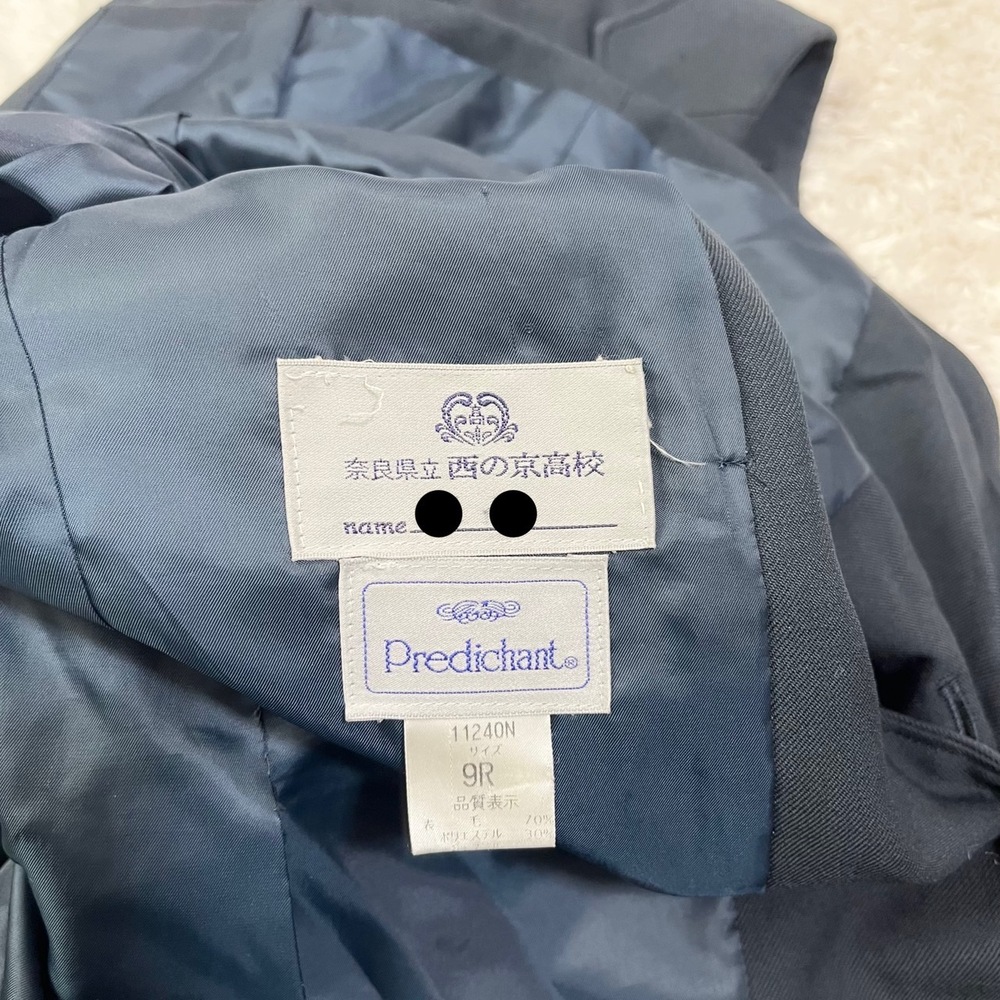 奈良県立 西の京高校
name
Predichant®
11240N
サイズ
9R
品質表示
表 毛 70%
ポリエステル 30%